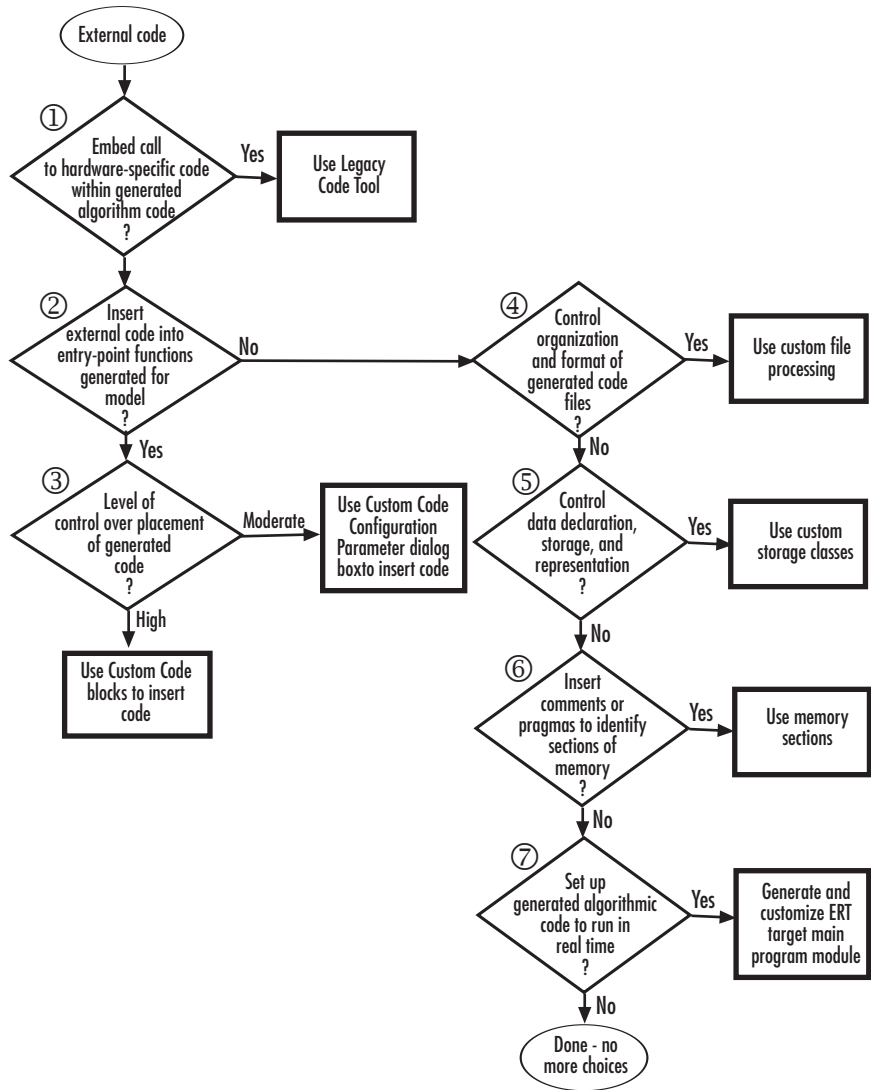 External code
①
Embed call
to hardware-specific code
within generated
algorithm code
?
Yes
Use Legacy
Code Tool
②
Insert
external code into
entry-point functions
generated for
model
?
No
Yes
③
Level of
control over placement
of generated
code
?
Moderate
Use Custom Code
Configuration
Parameter dialog
boxto insert code
High
Use Custom Code
blocks to insert
code
④
Control
organization
and format of
generated code
files
?
Yes
Use custom file
processing
No
⑤
Control
data declaration,
storage, and
representation
?
Yes
Use custom
storage classes
No
⑥
Insert
comments or
pragmas to identify
sections of
memory
?
Yes
Use memory
sections
No
⑦
Set up
generated algorithmic
code to run in
real time
?
Yes
Generate and
customize ERT
target main
program module
No
Done - no
more choices